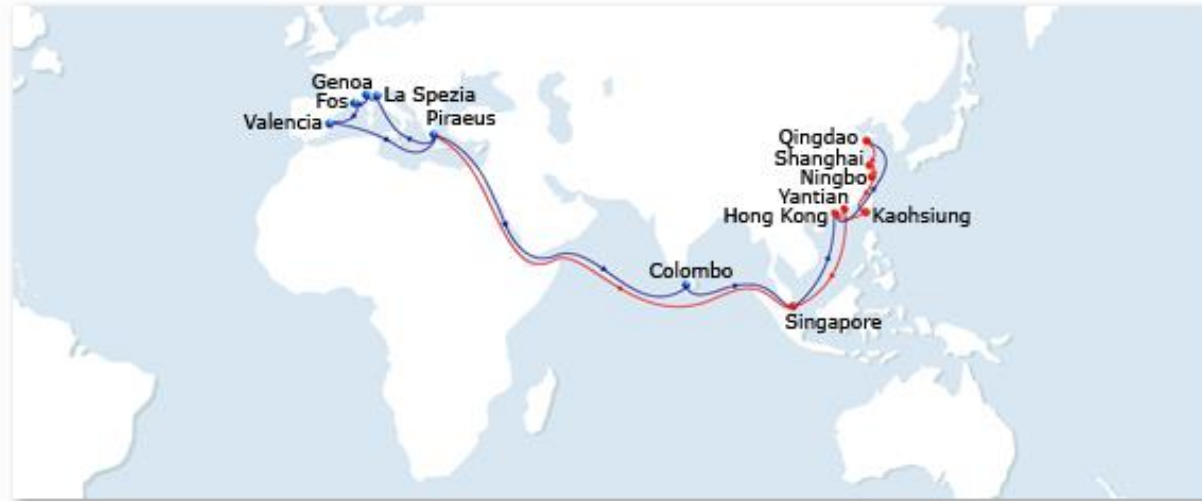 Genoa
La Spezia
Fos
Piraeus
Valencia
Qingdao
Shanghai
Ningbo
Yantian
Hong Kong
Kaohsiung
Colombo
Singapore